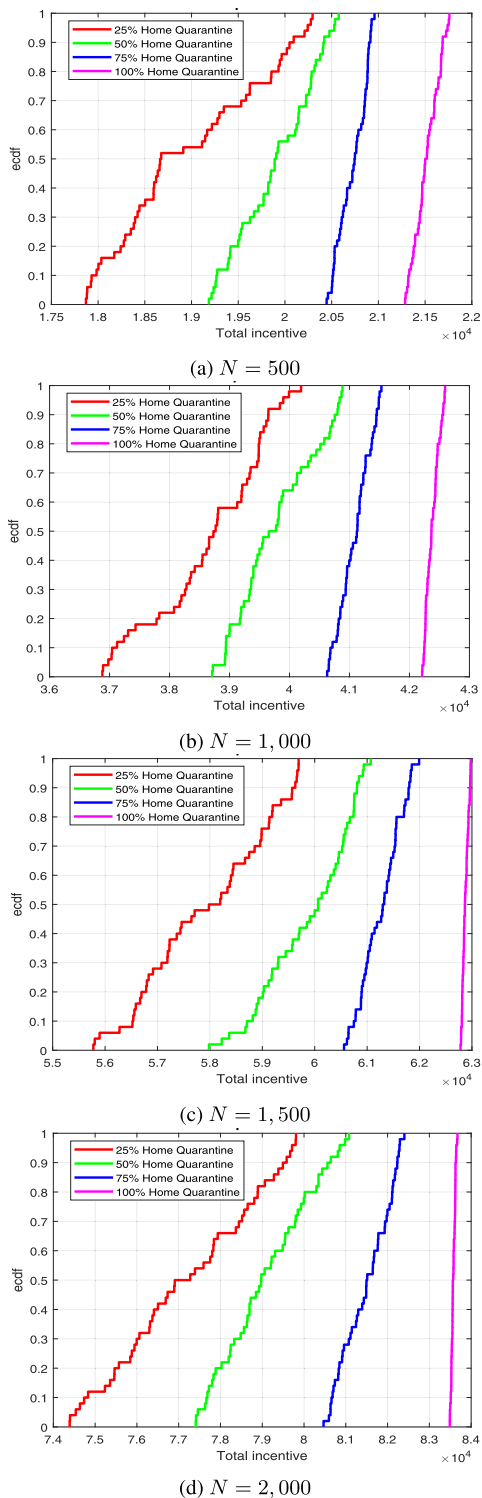 1
0.9
0.8
0.7
0.6
0.5
0.4
0.3
0.2
0.1
0
ecdf
25% Home Quarantine
50% Home Quarantine
75% Home Quarantine
100% Home Quarantine
1.75 1.8 1.85 1.9 1.95 2 2.05 2.1 2.15 2.2
Total incentive
×10⁴
(a) N = 500
1
0.9
0.8
0.7
0.6
0.5
0.4
0.3
0.2
0.1
0
ecdf
25% Home Quarantine
50% Home Quarantine
75% Home Quarantine
100% Home Quarantine
3.6 3.7 3.8 3.9 4 4.1 4.2 4.3
Total incentive
×10⁴
(b) N = 1,000
1
0.9
0.8
0.7
0.6
0.5
0.4
0.3
0.2
0.1
0
ecdf
25% Home Quarantine
50% Home Quarantine
75% Home Quarantine
100% Home Quarantine
5.5 5.6 5.7 5.8 5.9 6 6.1 6.2 6.3
Total incentive
×10⁴
(c) N = 1,500
1
0.9
0.8
0.7
0.6
0.5
0.4
0.3
0.2
0.1
0
ecdf
25% Home Quarantine
50% Home Quarantine
75% Home Quarantine
100% Home Quarantine
7.4 7.5 7.6 7.7 7.8 7.9 8 8.1 8.2 8.3 8.4
Total incentive
×10⁴
(d) N = 2,000